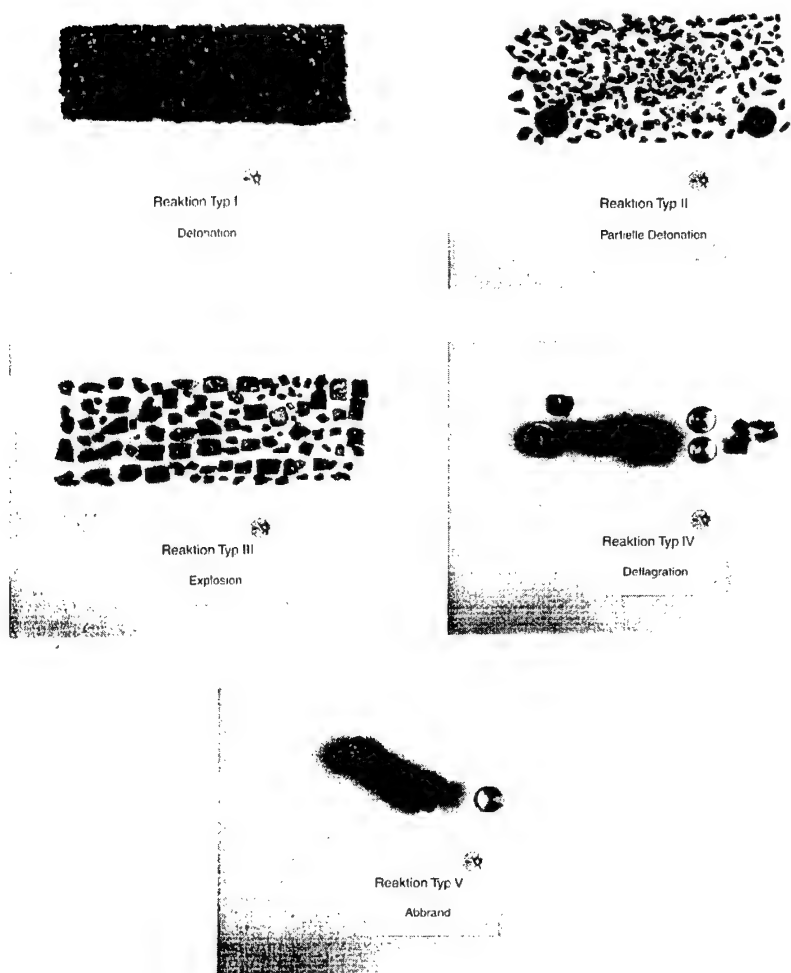 Reaktion Typ I
Detonation
Reaktion Typ II
Partielle Detonation
Reaktion Typ III
Explosion
Reaktion Typ IV
Deflagration
Reaktion Typ V
Abbrand